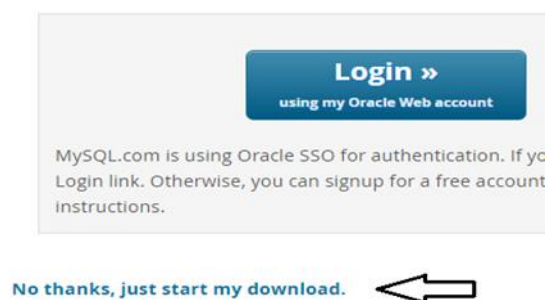 Login »
using my Oracle Web account
MySQL.com is using Oracle SSO for authentication. If yo
Login link. Otherwise, you can signup for a free account
instructions.
No thanks, just start my download.